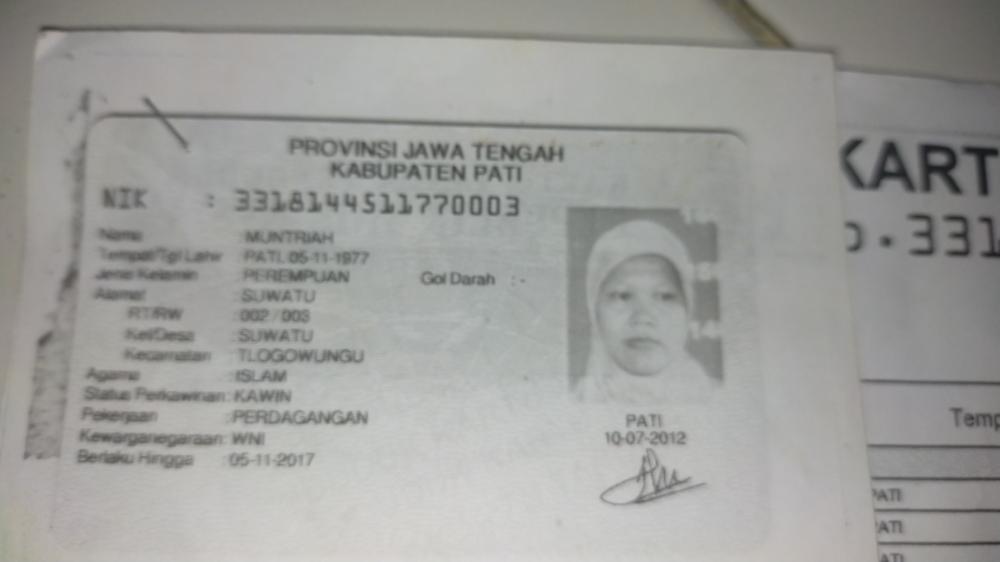 PROVINSI JAWA TENGAH
KABUPATEN PATI
NIK : 3318144511770003
Nama : MUNTRIAH
Tempat/Tgl Lahir : PATI, 05-11-1977
Jenis Kelamin : PEREMPUAN Gol Darah : -
Alamat : SUWATU
RT/RW : 002 / 003
Kel/Desa : SUWATU
Kecamatan : TLOGOWUNGU
Agama : ISLAM
Status Perkawinan: KAWIN
Pekerjaan : PERDAGANGAN
Kewarganegaraan: WNI
Berlaku Hingga : 05-11-2017
PATI
10-07-2012
KART
o. 331
Temp
PATI
PATI
PATI